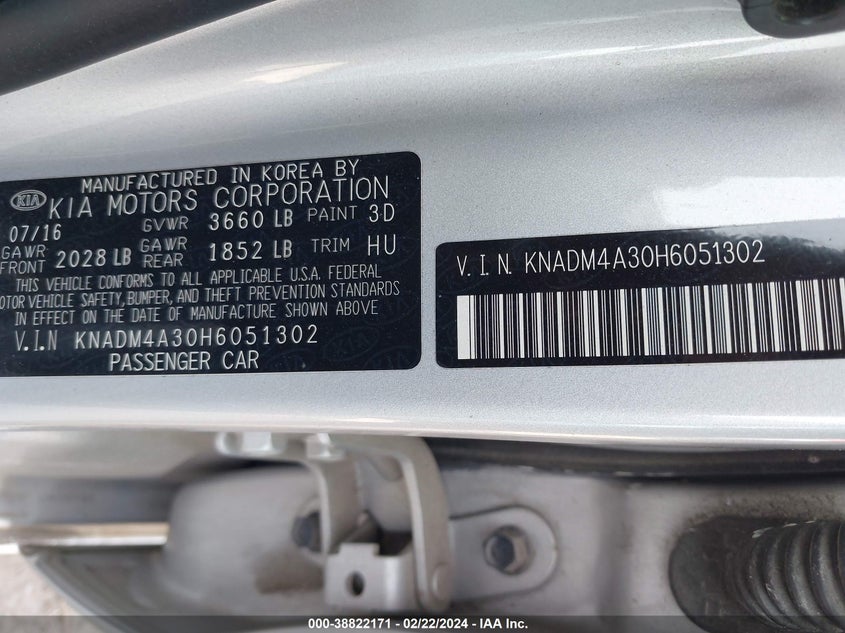 MANUFACTURED IN KOREA BY
KIA KIA MOTORS CORPORATION
07/16 GVWR 3660 LB PAINT 3D
GAWR FRONT 2028 LB GAWR REAR 1852 LB TRIM HU
THIS VEHICLE CONFORMS TO ALL APPLICABLE U.S.A. FEDERAL
MOTOR VEHICLE SAFETY, BUMPER, AND THEFT PREVENTION STANDARDS
IN EFFECT ON THE DATE OF MANUFACTURE SHOWN ABOVE
V.I.N KNADM4A30H6051302
PASSENGER CAR
V.I.N. KNADM4A30H6051302
000-38822171 - 02/22/2024 - IAA Inc.